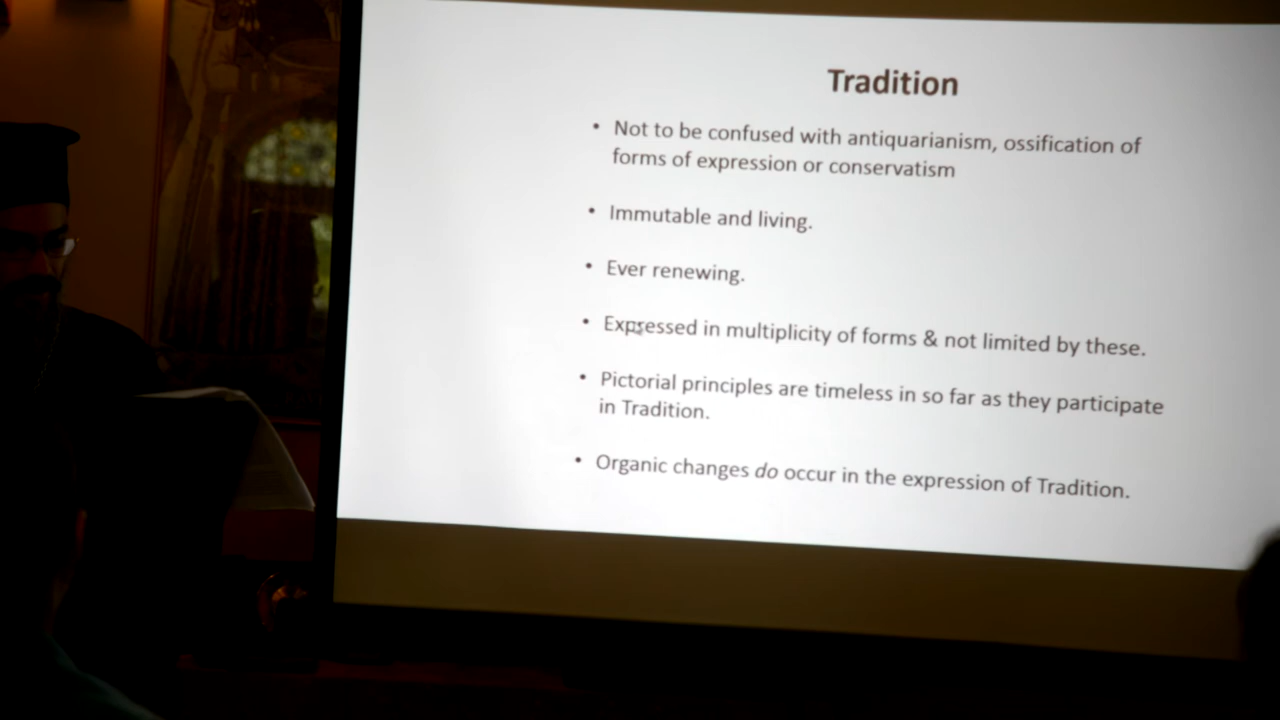 Tradition
• Not to be confused with antiquarianism, ossification of
forms of expression or conservatism
• Immutable and living.
• Ever renewing.
• Expressed in multiplicity of forms & not limited by these.
• Pictorial principles are timeless in so far as they participate
in Tradition.
• Organic changes do occur in the expression of Tradition.